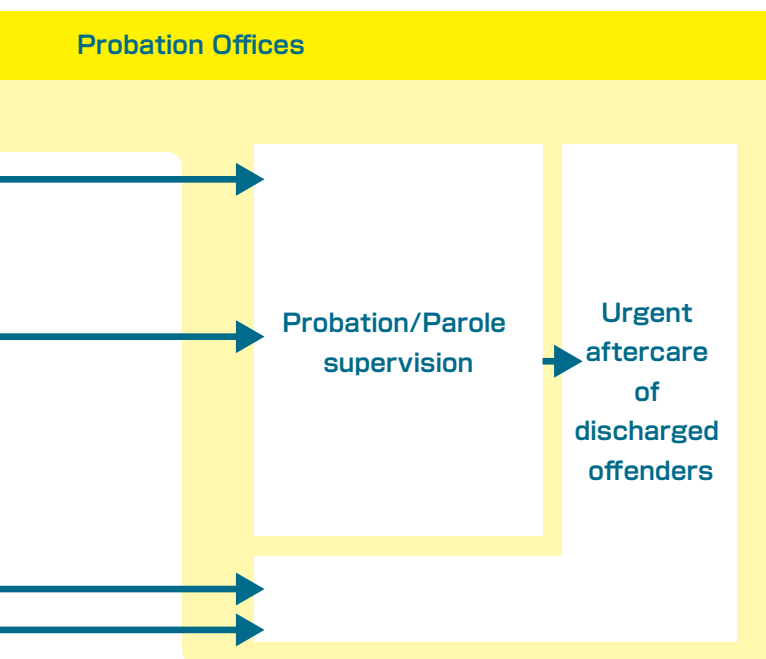 Probation Offices
Probation/Parole
supervision
Urgent
aftercare
of
discharged
offenders